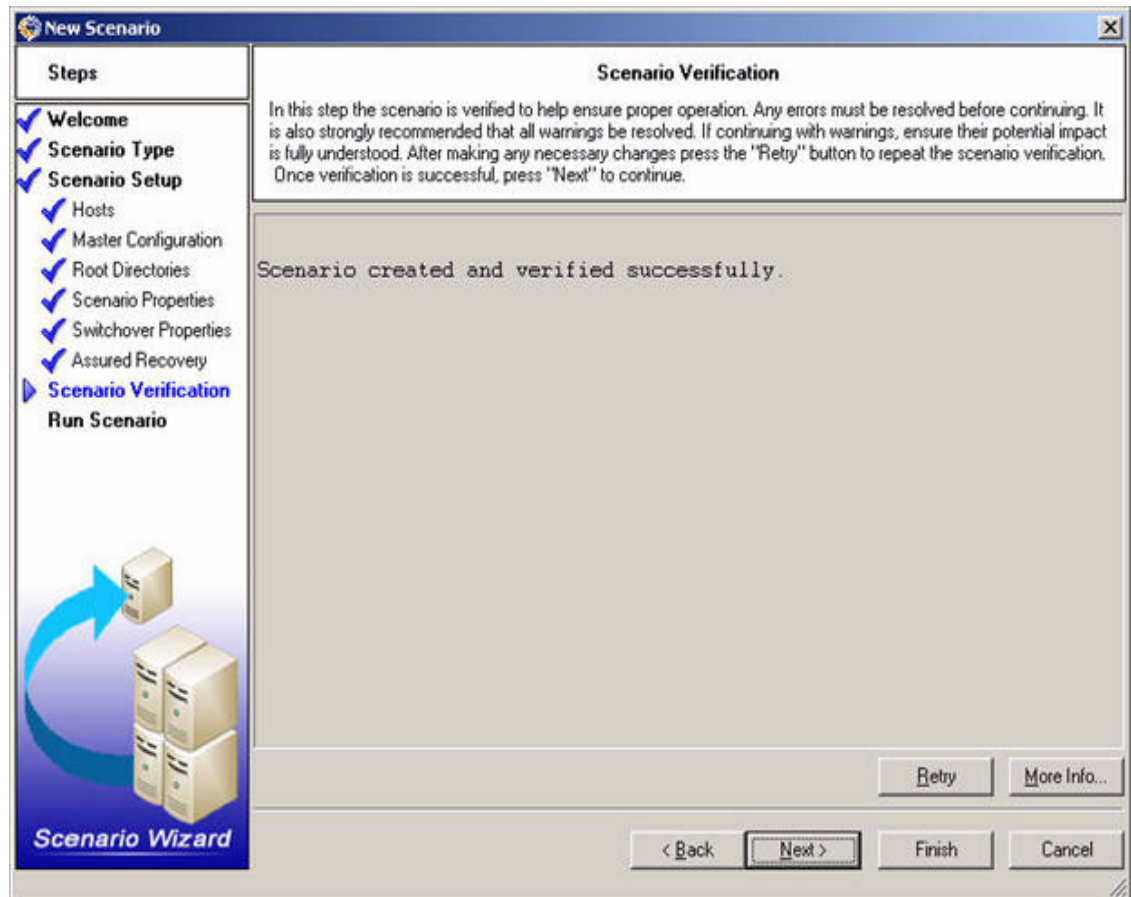 New Scenario
Steps
Welcome
Scenario Type
Scenario Setup
Hosts
Master Configuration
Root Directories
Scenario Properties
Switchover Properties
Assured Recovery
Scenario Verification
Run Scenario
Scenario Wizard
Scenario Verification
In this step the scenario is verified to help ensure proper operation. Any errors must be resolved before continuing. It
is also strongly recommended that all warnings be resolved. If continuing with warnings, ensure their potential impact
is fully understood. After making any necessary changes press the "Retry" button to repeat the scenario verification.
Once verification is successful, press "Next" to continue.
Scenario created and verified successfully.
Retry
More Info...
< Back
Next >
Finish
Cancel